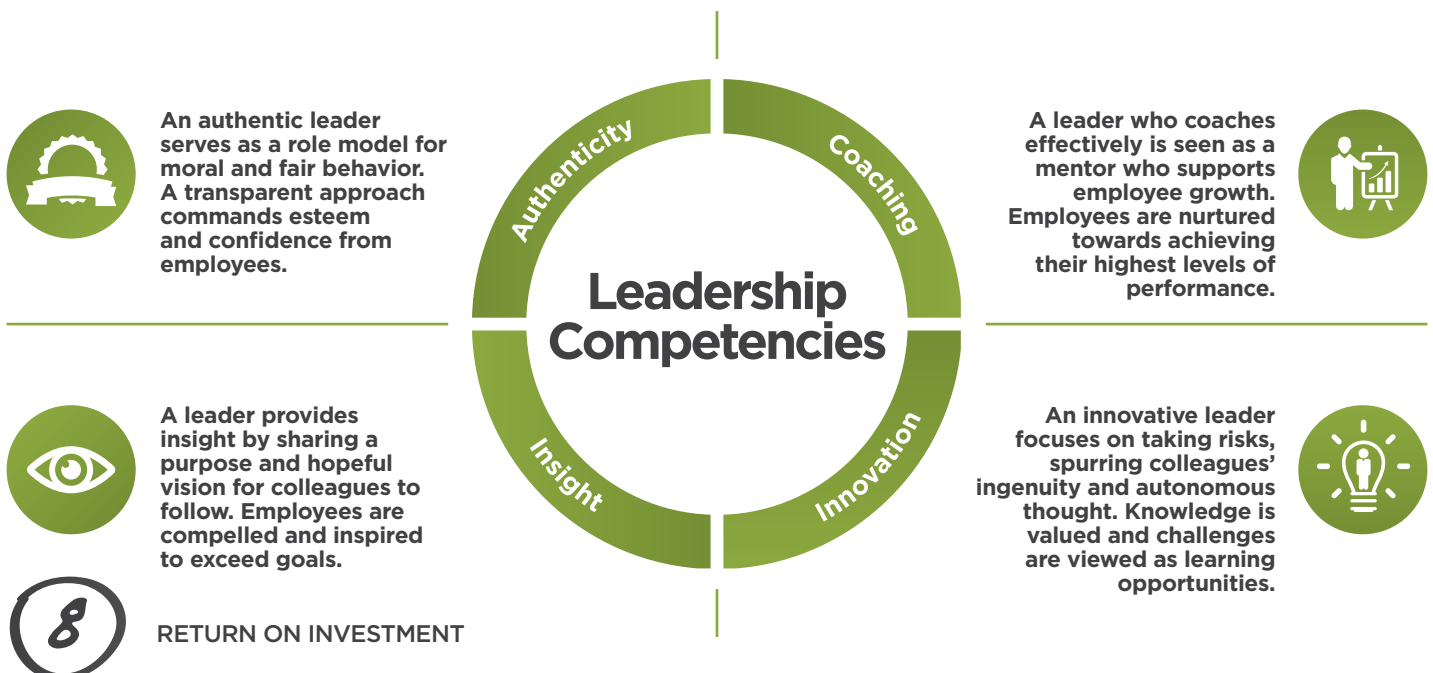 An authentic leader
serves as a role model for
moral and fair behavior.
A transparent approach
commands esteem
and confidence from
employees.
Authenticity
Coaching
A leader who coaches
effectively is seen as a
mentor who supports
employee growth.
Employees are nurtured
towards achieving
their highest levels of
performance.
Leadership
Competencies
A leader provides
insight by sharing a
purpose and hopeful
vision for colleagues to
follow. Employees are
compelled and inspired
to exceed goals.
Insight
Innovation
An innovative leader
focuses on taking risks,
spurring colleagues’
ingenuity and autonomous
thought. Knowledge is
valued and challenges
are viewed as learning
opportunities.
8
RETURN ON INVESTMENT